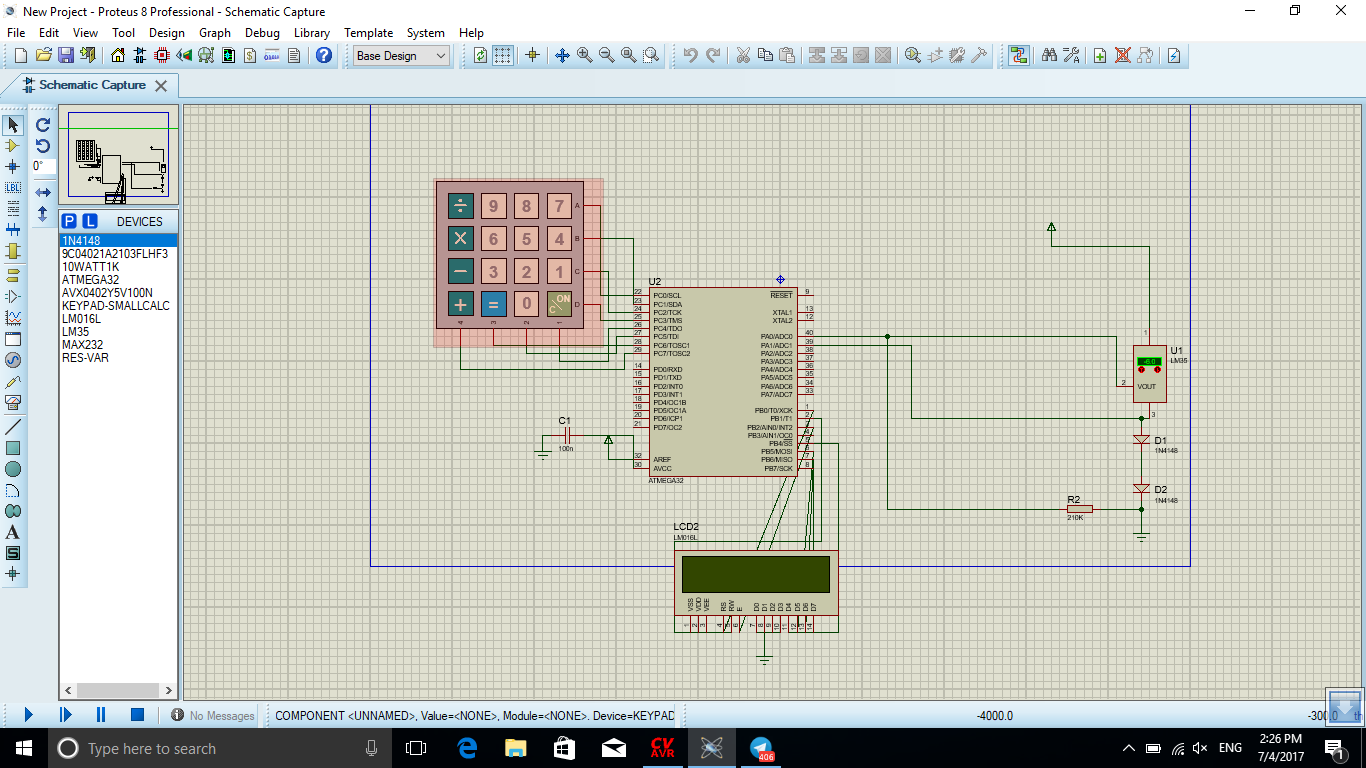 New Project - Proteus 8 Professional - Schematic Capture
File Edit View Tool Design Graph Debug Library Template System Help
Base Design
Schematic Capture
0°
LBL
P L DEVICES
1N4148
9C04021A2103FLHF3
10WATT1K
ATMEGA32
AVX0402Y5V100N
KEYPAD-SMALLCALC
LM016L
LM35
MAX232
RES-VAR
÷ 9 8 7 A
× 6 5 4 B
− 3 2 1 C
+ = 0 ON C D
4 3 2 1
U2
22 PC0/SCL RESET 9
23 PC1/SDA
24 PC2/TCK XTAL1 13
25 PC3/TMS XTAL2 12
26 PC4/TDO
27 PC5/TDI PA0/ADC0 40
28 PC6/TOSC1 PA1/ADC1 39
29 PC7/TOSC2 PA2/ADC2 38
PA3/ADC3 37
14 PD0/RXD PA4/ADC4 36
15 PD1/TXD PA5/ADC5 35
16 PD2/INT0 PA6/ADC6 34
17 PD3/INT1 PA7/ADC7 33
18 PD4/OC1B
19 PD5/OC1A PB0/T0/XCK 1
20 PD6/ICP1 PB1/T1 2
21 PD7/OC2 PB2/AIN0/INT2
PB3/AIN1/OC0
PB4/SS
PB5/MOSI
32 AREF PB6/MISO 7
30 AVCC PB7/SCK 8
ATMEGA32
C1
100n
1
U1
LM35
-6.0
2 VOUT
3
D1
1N4148
D2
1N4148
R2
210K
LCD2
LM016L
VSS VDD VEE RS RW E D0 D1 D2 D3 D4 D5 D6 D7
1 2 3 4 5 6 7 8 9 10 11 12 13 14
No Messages
COMPONENT <UNNAMED>, Value=<NONE>, Module=<NONE>. Device=KEYPAD
-4000.0
-300.0 th
Type here to search
CV
AVR
406
ENG
2:26 PM
7/4/2017
1